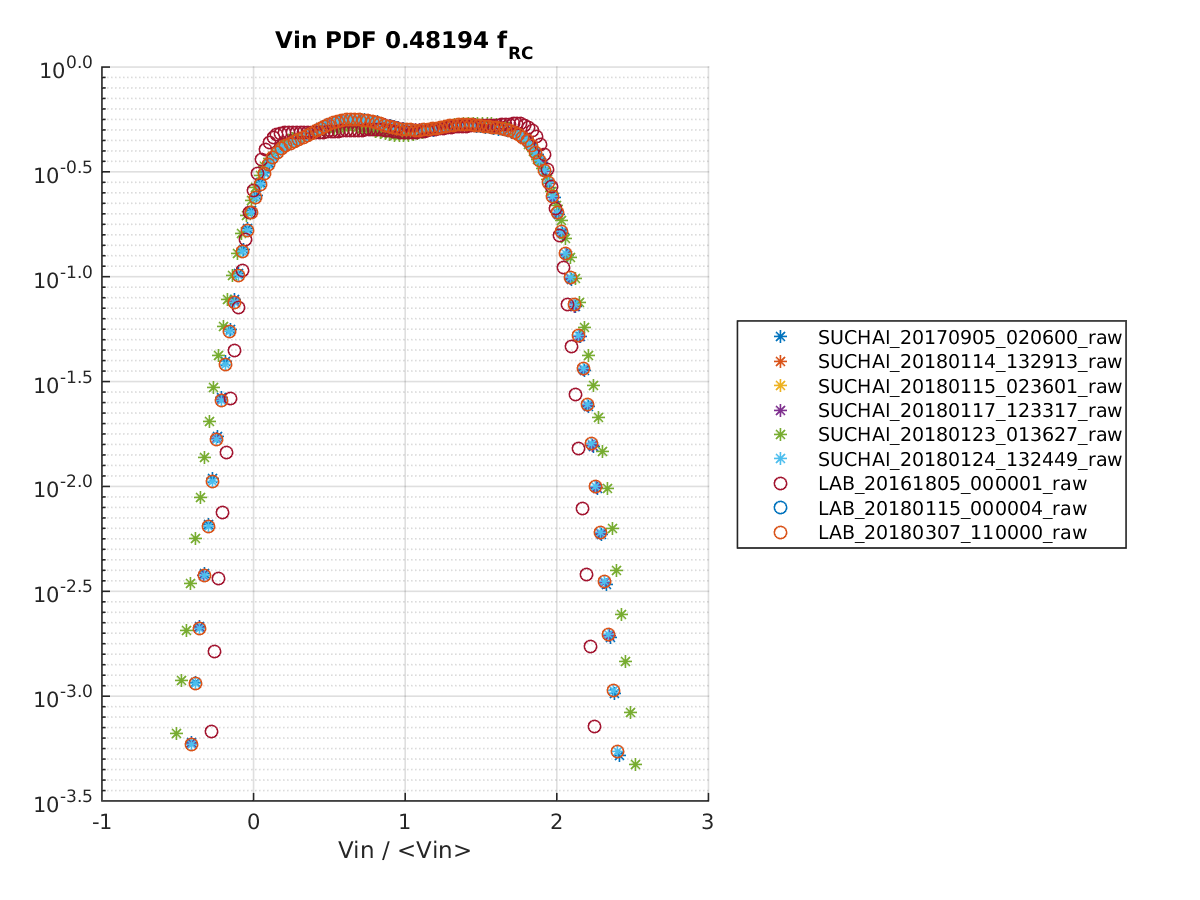 Vin PDF 0.48194 f_RC
10^0.0
10^-0.5
10^-1.0
10^-1.5
10^-2.0
10^-2.5
10^-3.0
10^-3.5
-1 0 1 2 3
Vin / <Vin>
SUCHAI_20170905_020600_raw
SUCHAI_20180114_132913_raw
SUCHAI_20180115_023601_raw
SUCHAI_20180117_123317_raw
SUCHAI_20180123_013627_raw
SUCHAI_20180124_132449_raw
LAB_20161805_000001_raw
LAB_20180115_000004_raw
LAB_20180307_110000_raw